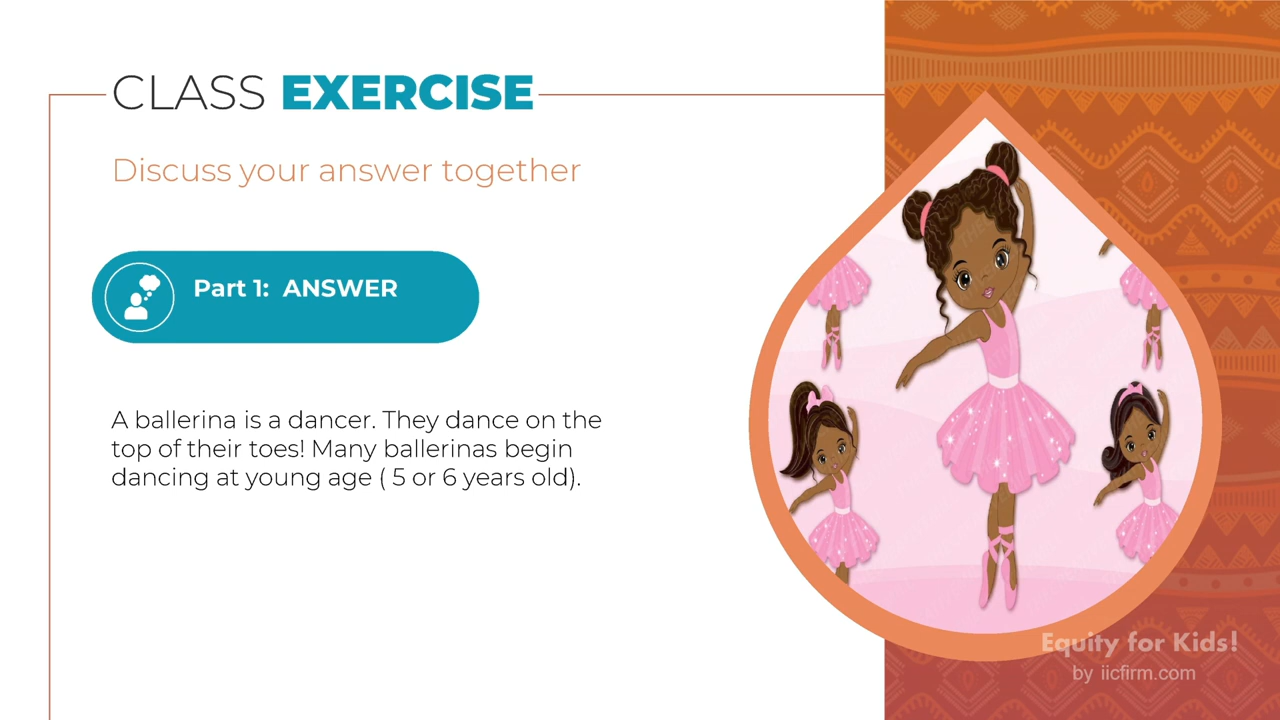 CLASS EXERCISE
Discuss your answer together
Part 1:  ANSWER
A ballerina is a dancer. They dance on the
top of their toes! Many ballerinas begin
dancing at young age ( 5 or 6 years old).
Equity for Kids!
by iicfirm.com